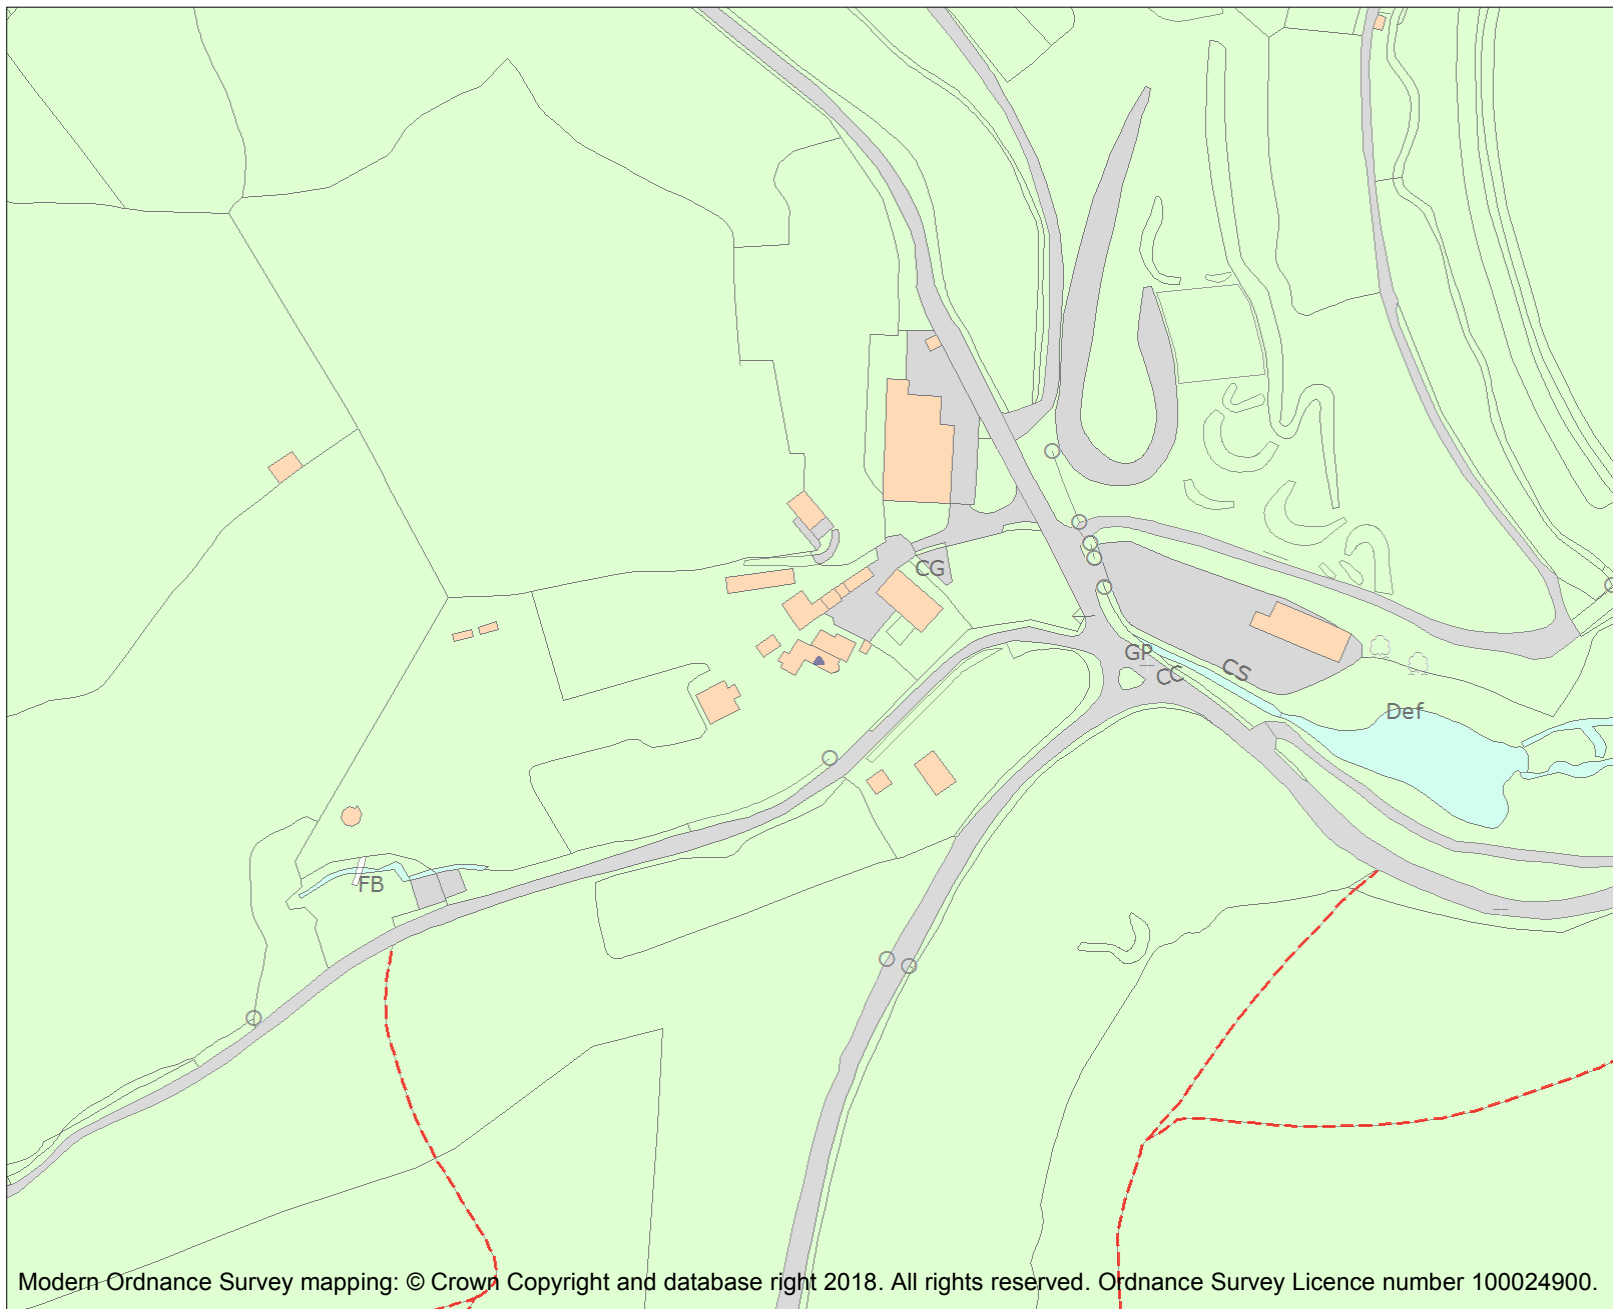 CG
GP
CC
CS
Def
FB
Modern Ordnance Survey mapping: © Crown Copyright and database right 2018. All rights reserved. Ordnance Survey Licence number 100024900.